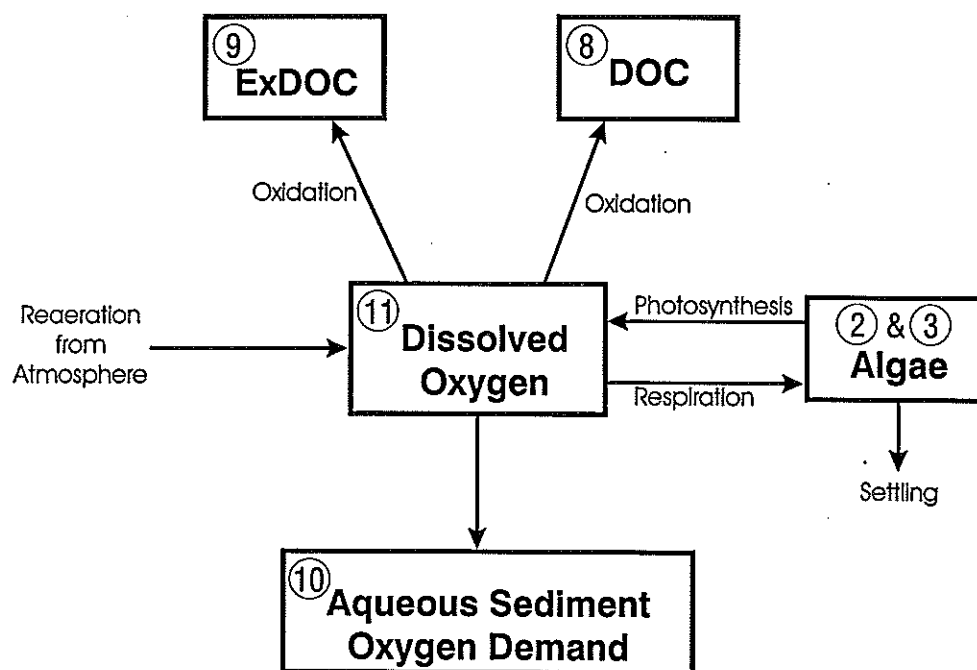 9
ExDOC
8
DOC
Oxidation
Oxidation
Reaeration
from
Atmosphere
11
Dissolved
Oxygen
Photosynthesis
Respiration
2 & 3
Algae
Settling
10
Aqueous Sediment
Oxygen Demand